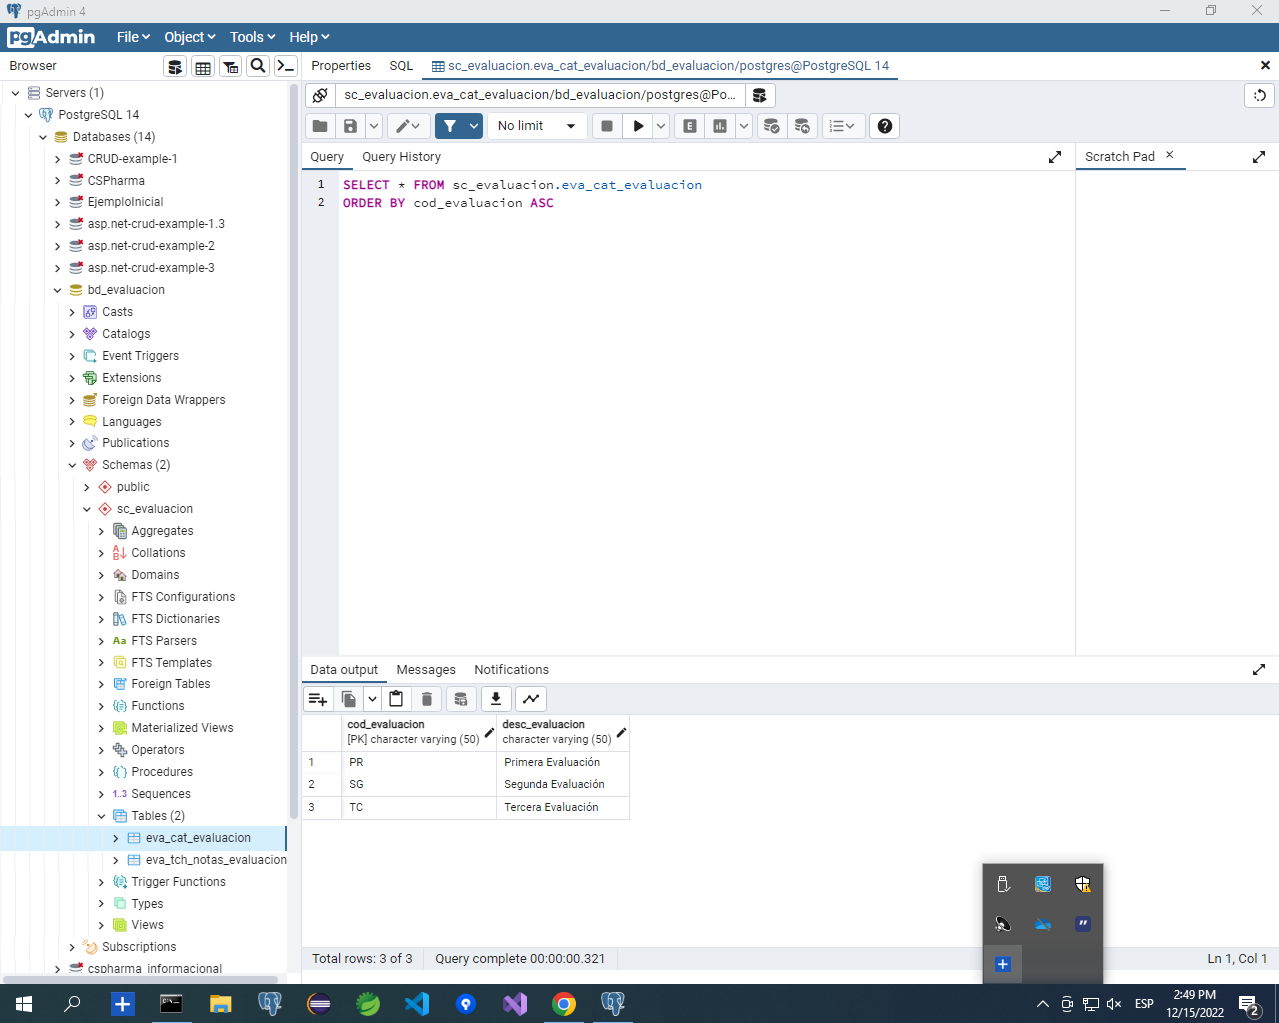 pgAdmin 4
pgAdmin File Object Tools Help
Browser
Properties SQL sc_evaluacion.eva_cat_evaluacion/bd_evaluacion/postgres@PostgreSQL 14
Servers (1)
PostgreSQL 14
Databases (14)
CRUD-example-1
CSPharma
EjemploInicial
asp.net-crud-example-1.3
asp.net-crud-example-2
asp.net-crud-example-3
bd_evaluacion
Casts
Catalogs
Event Triggers
Extensions
Foreign Data Wrappers
Languages
Publications
Schemas (2)
public
sc_evaluacion
Aggregates
Collations
Domains
FTS Configurations
FTS Dictionaries
Aa FTS Parsers
FTS Templates
Foreign Tables
Functions
Materialized Views
Operators
Procedures
1..3 Sequences
Tables (2)
eva_cat_evaluacion
eva_tch_notas_evaluacion
Trigger Functions
Types
Views
Subscriptions
cspharma_informacional
sc_evaluacion.eva_cat_evaluacion/bd_evaluacion/postgres@Po...
No limit
E
Query Query History
Scratch Pad
1 SELECT * FROM sc_evaluacion.eva_cat_evaluacion
2 ORDER BY cod_evaluacion ASC
Data output Messages Notifications
cod_evaluacion desc_evaluacion
[PK] character varying (50) character varying (50)
1 PR Primera Evaluación
2 SG Segunda Evaluación
3 TC Tercera Evaluación
Total rows: 3 of 3 Query complete 00:00:00.321 Ln 1, Col 1
ESP
2:49 PM
12/15/2022
2